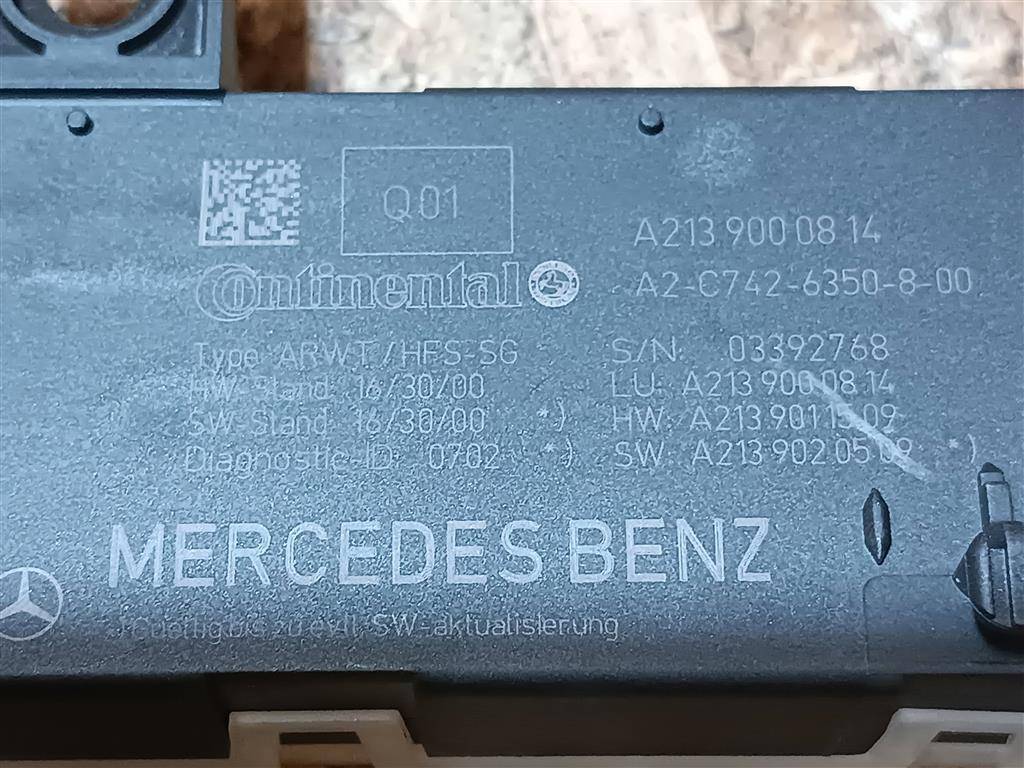 Q01
A213 900 08 14
Continental
A2-C742-6350-8-00
Type ARWT/HFS-SG
S/N: 03392768
HW-Stand 16/30/00
LU: A213 900 08 14
SW-Stand 16/30/00 *)
HW: A213 901 15 09
Diagnostic-ID: 0702 *)
SW: A213 902 05 09 *)
MERCEDES BENZ
bis zu evtl. SW-aktualisierung